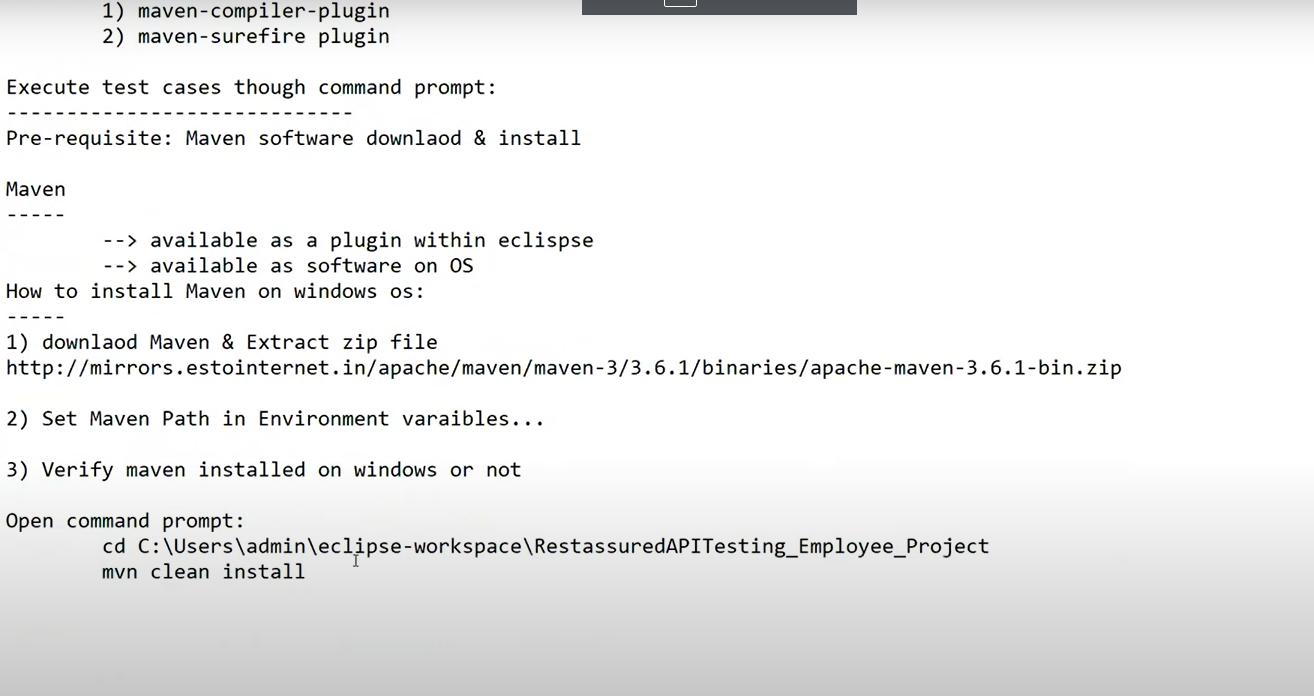 1) maven-compiler-plugin
2) maven-surefire plugin
Execute test cases though command prompt:
-----------------------------
Pre-requisite: Maven software downlaod & install
Maven
-----
--> available as a plugin within eclispse
--> available as software on OS
How to install Maven on windows os:
-----
1) downlaod Maven & Extract zip file
http://mirrors.estointernet.in/apache/maven/maven-3/3.6.1/binaries/apache-maven-3.6.1-bin.zip
2) Set Maven Path in Environment varaibles...
3) Verify maven installed on windows or not
Open command prompt:
cd C:\Users\admin\eclipse-workspace\RestassuredAPITesting_Employee_Project
mvn clean install